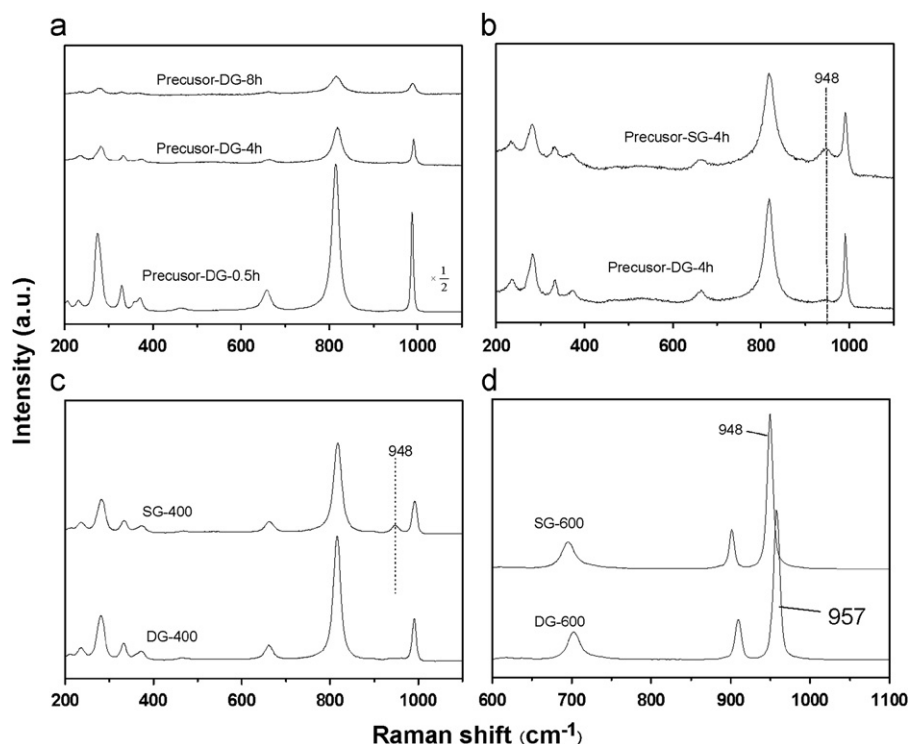 a
Precusor-DG-8h
Precusor-DG-4h
Precusor-DG-0.5h
× 1/2
200 400 600 800 1000
b
948
Precusor-SG-4h
Precusor-DG-4h
200 400 600 800 1000
c
948
SG-400
DG-400
200 400 600 800 1000
d
948
SG-600
957
DG-600
600 700 800 900 1000 1100
Intensity (a.u.)
Raman shift (cm⁻¹)